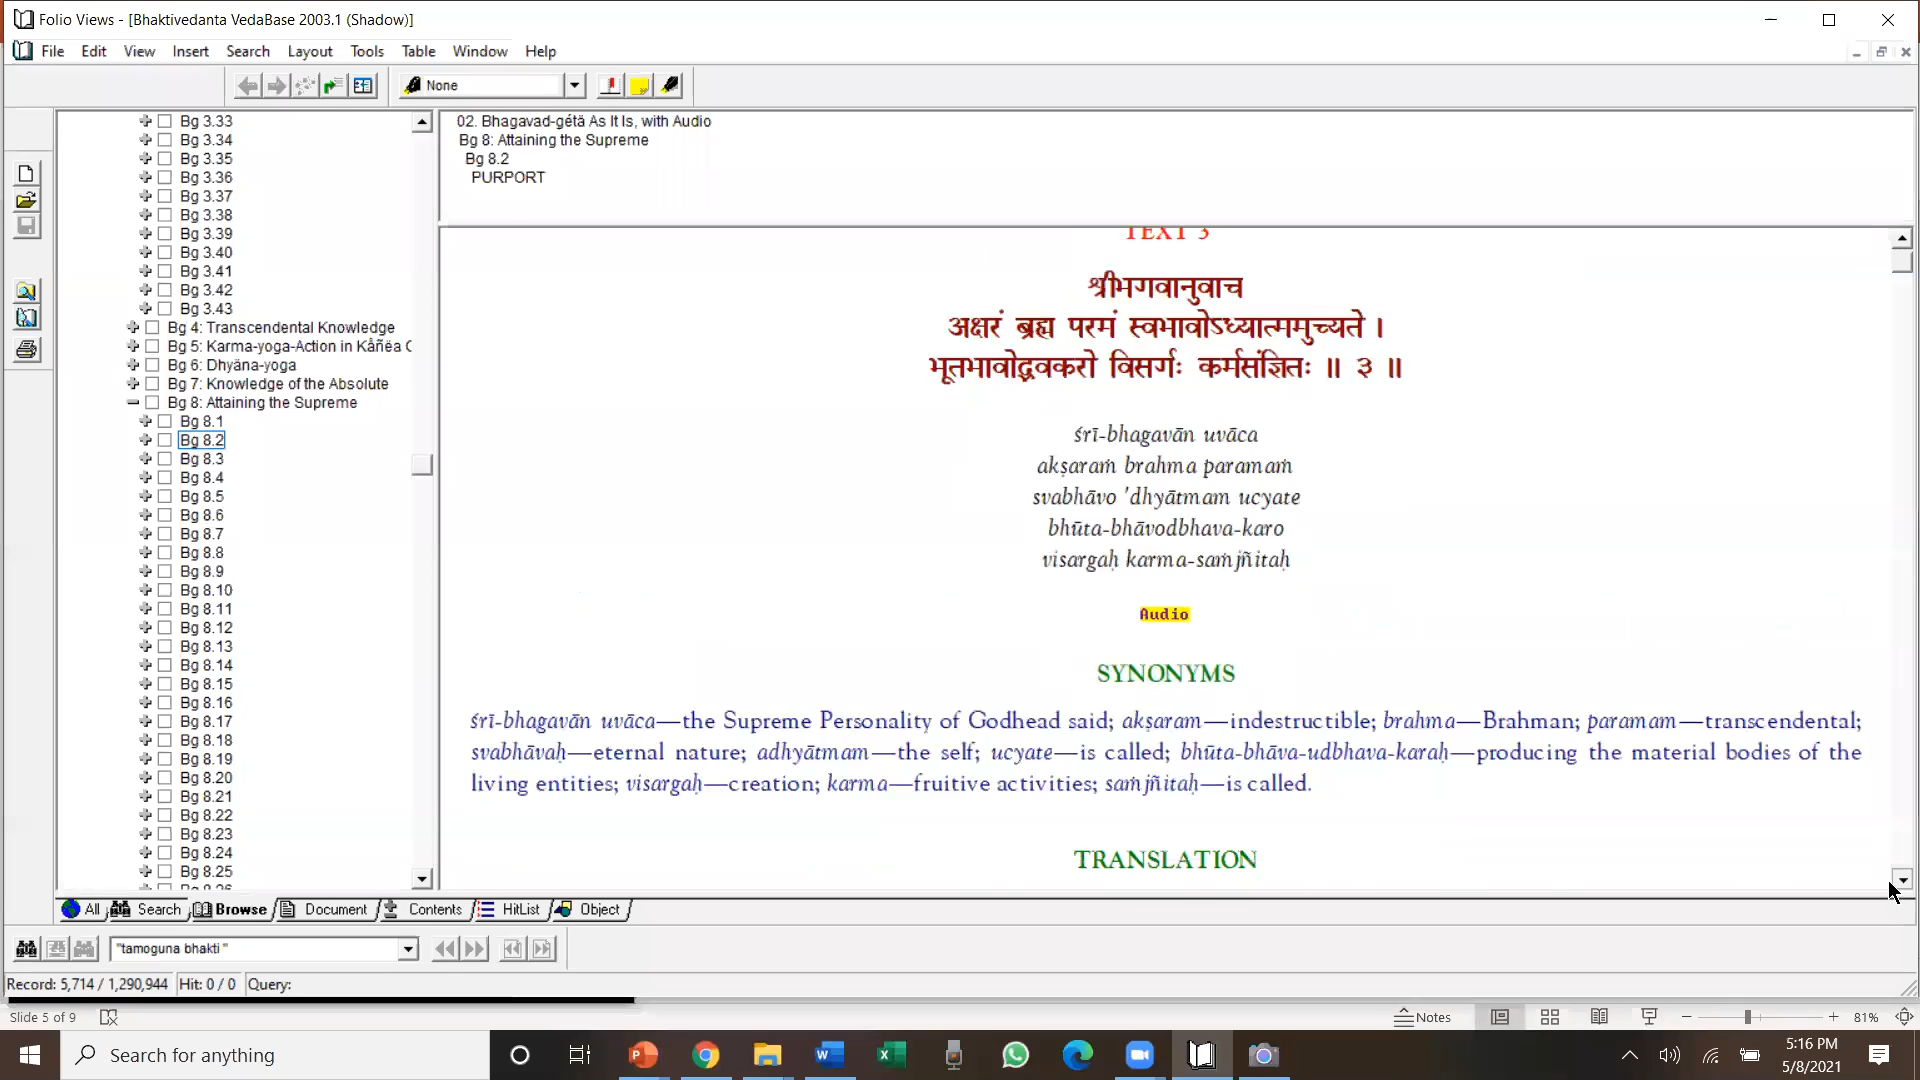 Folio Views - [Bhaktivedanta VedaBase 2003.1 (Shadow)]
File Edit View Insert Search Layout Tools Table Window Help
None
Bg 3.33
Bg 3.34
Bg 3.35
Bg 3.36
Bg 3.37
Bg 3.38
Bg 3.39
Bg 3.40
Bg 3.41
Bg 3.42
Bg 3.43
Bg 4: Transcendental Knowledge
Bg 5: Karma-yoga-Action in Kåñëa C
Bg 6: Dhyäna-yoga
Bg 7: Knowledge of the Absolute
Bg 8: Attaining the Supreme
Bg 8.1
Bg 8.2
Bg 8.3
Bg 8.4
Bg 8.5
Bg 8.6
Bg 8.7
Bg 8.8
Bg 8.9
Bg 8.10
Bg 8.11
Bg 8.12
Bg 8.13
Bg 8.14
Bg 8.15
Bg 8.16
Bg 8.17
Bg 8.18
Bg 8.19
Bg 8.20
Bg 8.21
Bg 8.22
Bg 8.23
Bg 8.24
Bg 8.25
Bg 8.26
02. Bhagavad-gétä As It Is, with Audio
Bg 8: Attaining the Supreme
Bg 8.2
PURPORT
TEXT 3
श्रीभगवानुवाच
अक्षरं ब्रह्म परमं स्वभावोऽध्यात्ममुच्यते ।
भूतभावोद्भवकरो विसर्गः कर्मसंज्ञितः ॥ ३ ॥
śrī-bhagavān uvāca
akṣaraṁ brahma paramaṁ
svabhāvo 'dhyātmam ucyate
bhūta-bhāvodbhava-karo
visargaḥ karma-saṁjñitaḥ
Audio
SYNONYMS
śrī-bhagavān uvāca—the Supreme Personality of Godhead said; akṣaram—indestructible; brahma—Brahman; paramam—transcendental;
svabhāvaḥ—eternal nature; adhyātmam—the self; ucyate—is called; bhūta-bhāva-udbhava-karaḥ—producing the material bodies of the
living entities; visargaḥ—creation; karma—fruitive activities; saṁjñitaḥ—is called.
TRANSLATION
All Search Browse Document Contents HitList Object
"tamoguna bhakti"
Record: 5,714 / 1,290,944 Hit: 0 / 0 Query:
Slide 5 of 9 Notes 81%
Search for anything
5:16 PM
5/8/2021